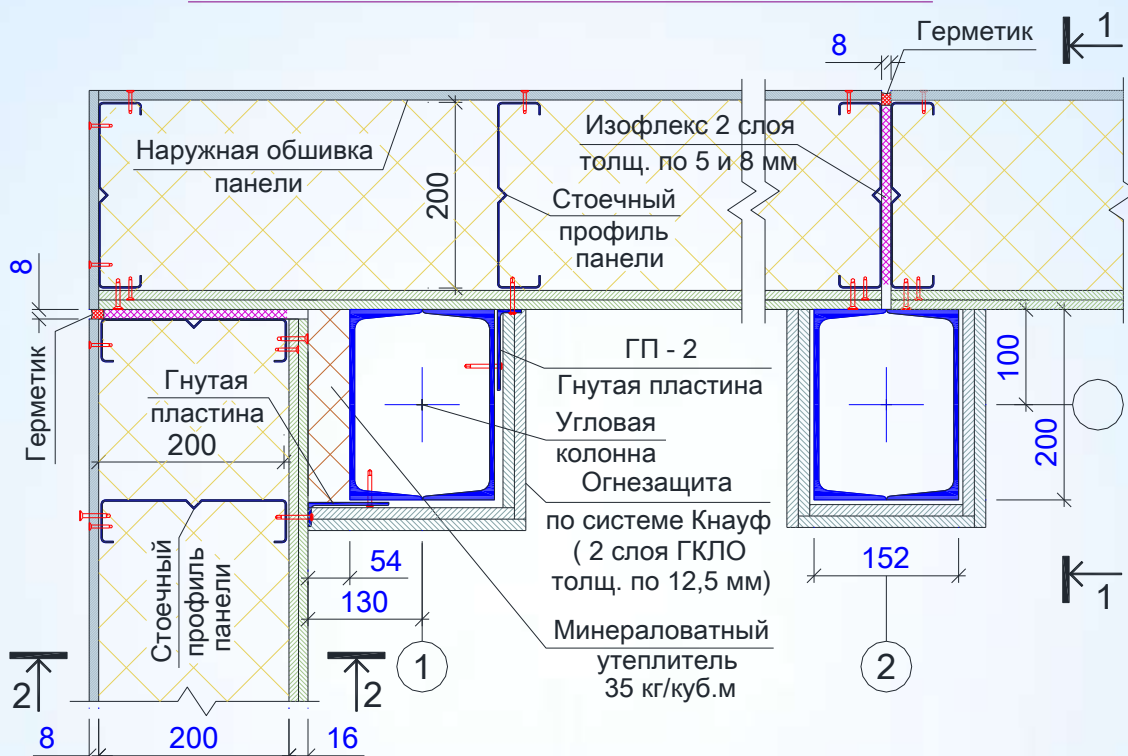 Герметик
1
8
Наружная обшивка
панели
200
Изофлекс 2 слоя
толщ. по 5 и 8 мм
Стоечный
профиль
панели
8
Герметик
Гнутая
пластина
200
ГП - 2
Гнутая пластина
Угловая
колонна
Огнезащита
по системе Кнауф
( 2 слоя ГКЛО
толщ. по 12,5 мм)
100
200
Стоечный
профиль
панели
54
130
152
1
Минераловатный
утеплитель
35 кг/куб.м
1
2
2
2
8
200
16